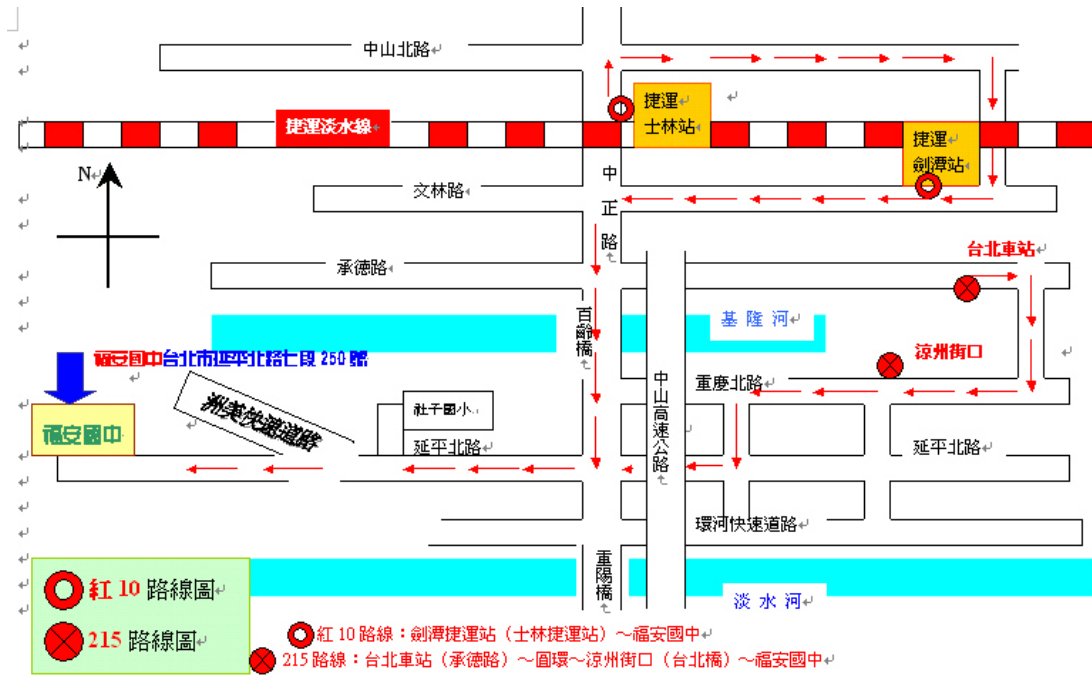 中山北路
捷運
士林站
捷運淡水線
捷運
劍潭站
N
文林路
中正路
台北車站
承德路
百齡橋
基隆河
福安國中台北市延平北路七段 250 號
涼州街口
重慶北路
中山高速公路
洲美快速道路
社子國小
福安國中
延平北路
延平北路
環河快速道路
重陽橋
紅 10 路線圖
淡水河
215 路線圖
紅 10 路線：劍潭捷運站（士林捷運站）～福安國中
215 路線：台北車站（承德路）～圓環～涼州街口（台北橋）～福安國中